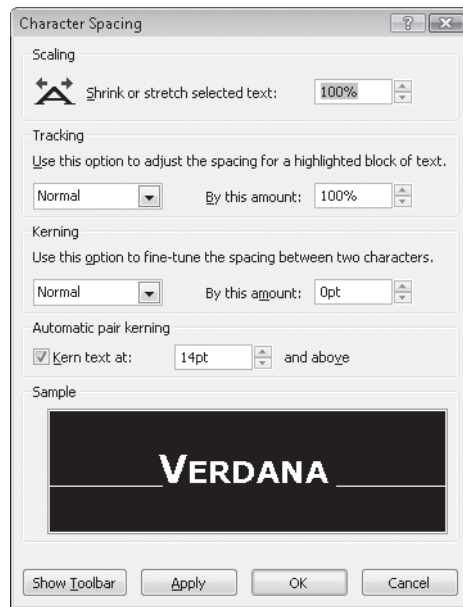 Character Spacing
Scaling
Shrink or stretch selected text: 100%
Tracking
Use this option to adjust the spacing for a highlighted block of text.
Normal By this amount: 100%
Kerning
Use this option to fine-tune the spacing between two characters.
Normal By this amount: 0pt
Automatic pair kerning
Kern text at: 14pt and above
Sample
VERDANA
Show Toolbar Apply OK Cancel